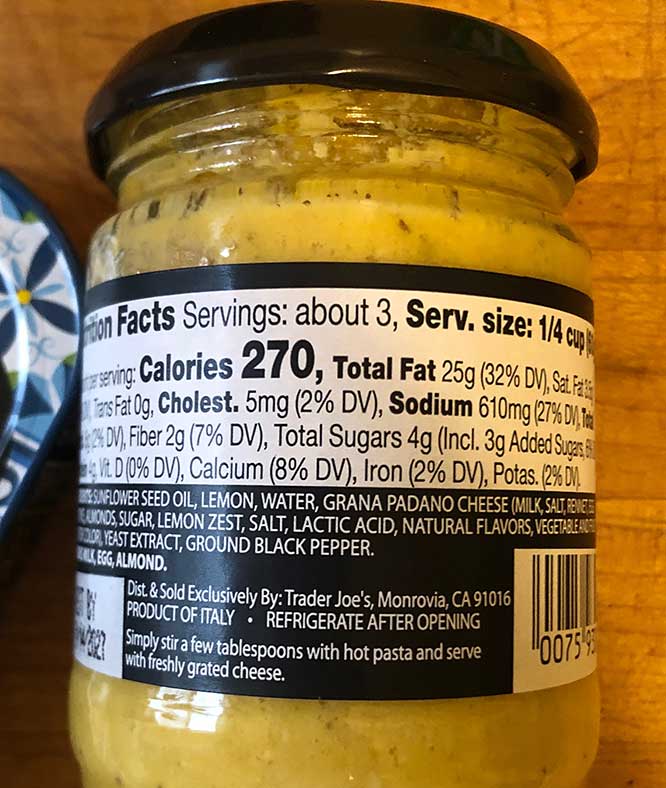 Facts Servings: about 3, Serv. size: 1/4 cup
per serving: Calories 270, Total Fat 25g (32% DV), Sat. Fat
Trans Fat 0g, Cholest. 5mg (2% DV), Sodium 610mg (27% DV),
(2% DV), Fiber 2g (7% DV), Total Sugars 4g (Incl. 3g Added Sugars,
4g, Vit. D (0% DV), Calcium (8% DV), Iron (2% DV), Potas. (2% DV).
SUNFLOWER SEED OIL, LEMON, WATER, GRANA PADANO CHEESE (MILK, SALT, RENNET,
ALMONDS, SUGAR, LEMON ZEST, SALT, LACTIC ACID, NATURAL FLAVORS, VEGETABLE AND
COLOR), YEAST EXTRACT, GROUND BLACK PEPPER.
MILK, EGG, ALMOND.
BY
2027
Dist. & Sold Exclusively By: Trader Joe's, Monrovia, CA 91016
PRODUCT OF ITALY • REFRIGERATE AFTER OPENING
Simply stir a few tablespoons with hot pasta and serve
with freshly grated cheese.
0075